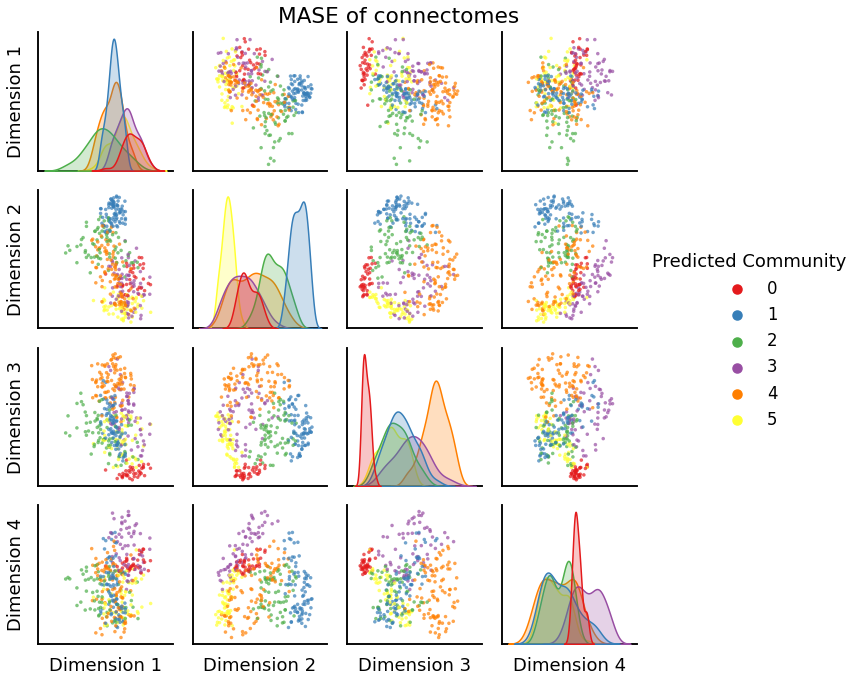 MASE of connectomes
Dimension 1
Dimension 2
Dimension 3
Dimension 4
Dimension 1
Dimension 2
Dimension 3
Dimension 4
Predicted Community
0
1
2
3
4
5